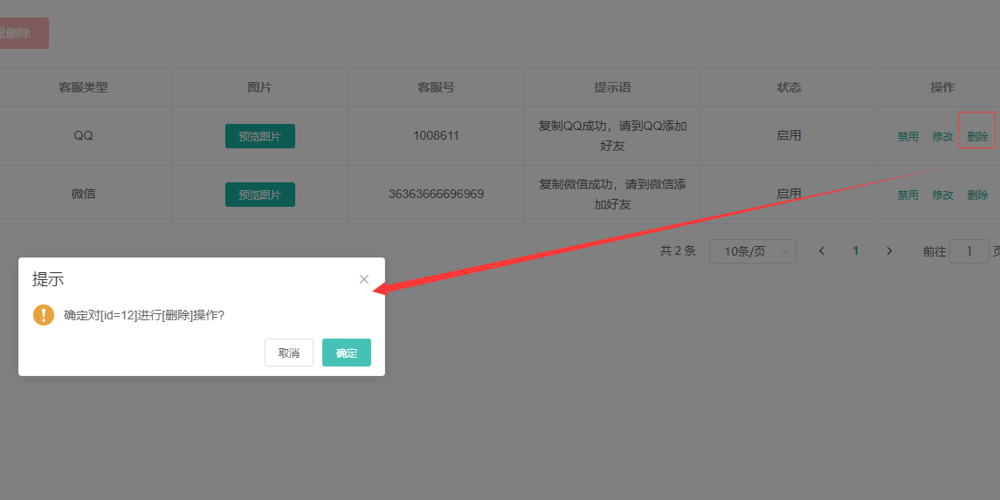 量删除
客服类型 图片 客服号 提示语 状态 操作
QQ 预览图片 1008611 复制QQ成功，请到QQ添加 启用 禁用 修改 删除
好友
微信 预览图片 36363666696969 复制微信成功，请到微信添 启用 禁用 修改 删除
加好友
共 2 条 10条/页 1 前往 1 页
提示
确定对[id=12]进行[删除]操作?
取消 确定